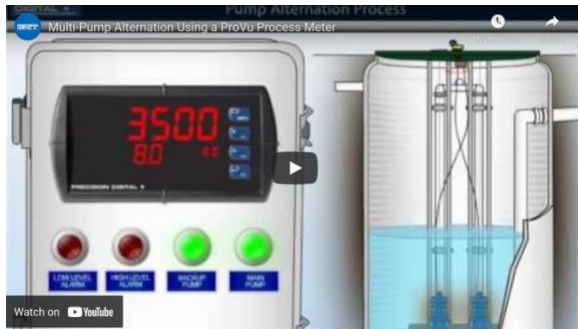 DIGITAL
Pump Alternation Process
Multi-Pump Alternation Using a ProVu Process Meter
3500
8.0
PRECISION DIGITAL
LOW LEVEL
ALARM
HIGH LEVEL
ALARM
BACKUP
PUMP
MAIN
PUMP
Watch on YouTube